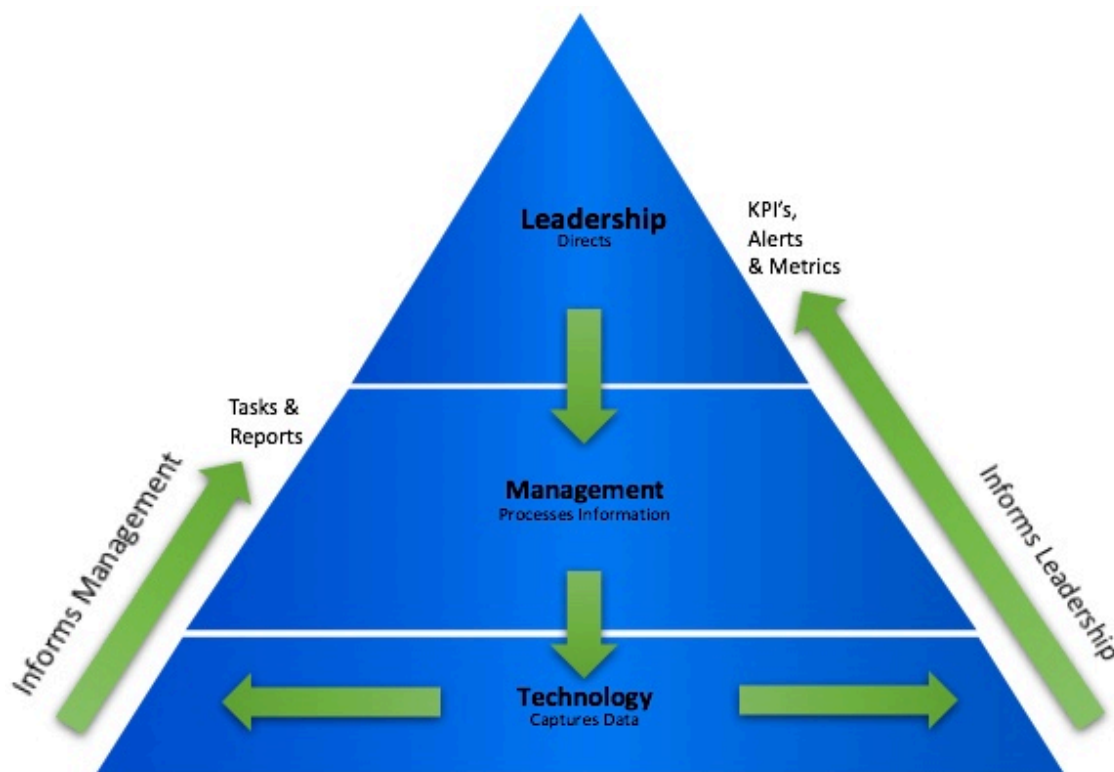 Leadership
Directs
KPI's,
Alerts
& Metrics
Tasks &
Reports
Informs Management
Management
Processes Information
Informs Leadership
Technology
Captures Data